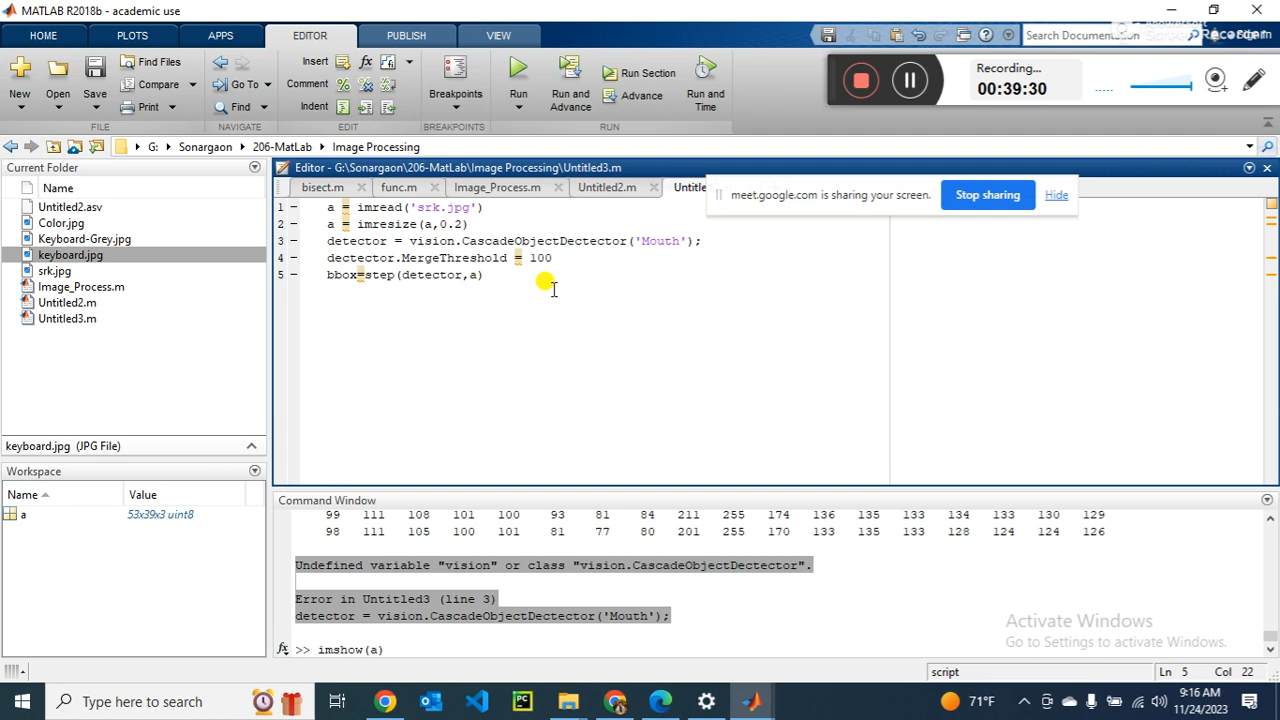 MATLAB R2018b - academic use
HOME PLOTS APPS EDITOR PUBLISH VIEW Search Documentation
Recorder
New Open Save Find Files Compare Print
Go To Find
Insert Comment Indent
Breakpoints
Run Run and Advance Run Section Advance Run and Time
Recording...
00:39:30
FILE NAVIGATE EDIT BREAKPOINTS RUN
G: Sonargaon 206-MatLab Image Processing
Current Folder
Name
Untitled2.asv
Color.jpg
Keyboard-Grey.jpg
keyboard.jpg
srk.jpg
Image_Process.m
Untitled2.m
Untitled3.m
keyboard.jpg (JPG File)
Workspace
Name Value
a 53x39x3 uint8
Editor - G:\Sonargaon\206-MatLab\Image Processing\Untitled3.m
bisect.m func.m Image_Process.m Untitled2.m Untitle
meet.google.com is sharing your screen. Stop sharing Hide
1 a = imread('srk.jpg')
2 a = imresize(a,0.2)
3 detector = vision.CascadeObjectDectector('Mouth');
4 dectector.MergeThreshold = 100
5 bbox=step(detector,a)
Command Window
99 111 108 101 100 93 81 84 211 255 174 136 135 133 134 133 130 129
98 111 105 100 101 81 77 80 201 255 170 133 135 133 128 124 124 126
Undefined variable "vision" or class "vision.CascadeObjectDectector".
Error in Untitled3 (line 3)
detector = vision.CascadeObjectDectector('Mouth');
fx >> imshow(a)
Activate Windows
Go to Settings to activate Windows.
script Ln 5 Col 22
Type here to search
71°F
9:16 AM
11/24/2023